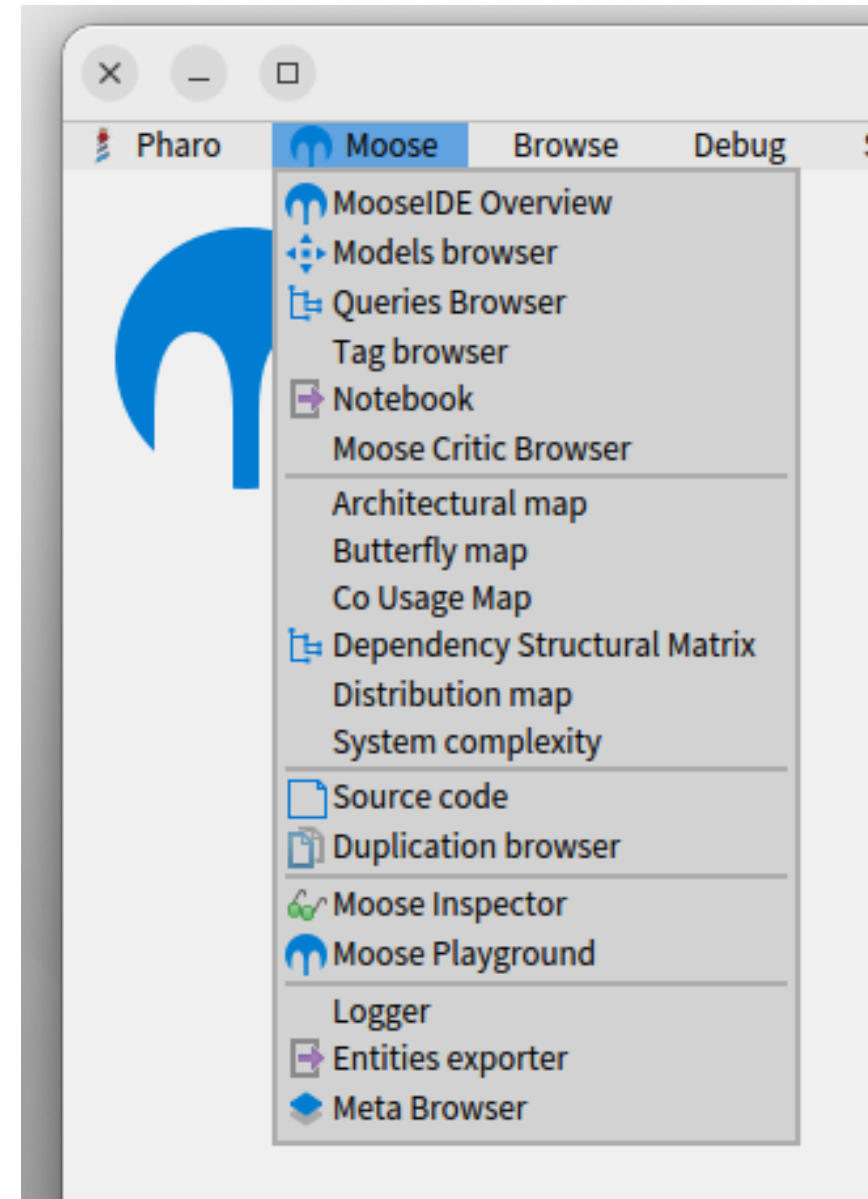 Pharo Moose Browse Debug
MooseIDE Overview
Models browser
Queries Browser
Tag browser
Notebook
Moose Critic Browser
Architectural map
Butterfly map
Co Usage Map
Dependency Structural Matrix
Distribution map
System complexity
Source code
Duplication browser
Moose Inspector
Moose Playground
Logger
Entities exporter
Meta Browser